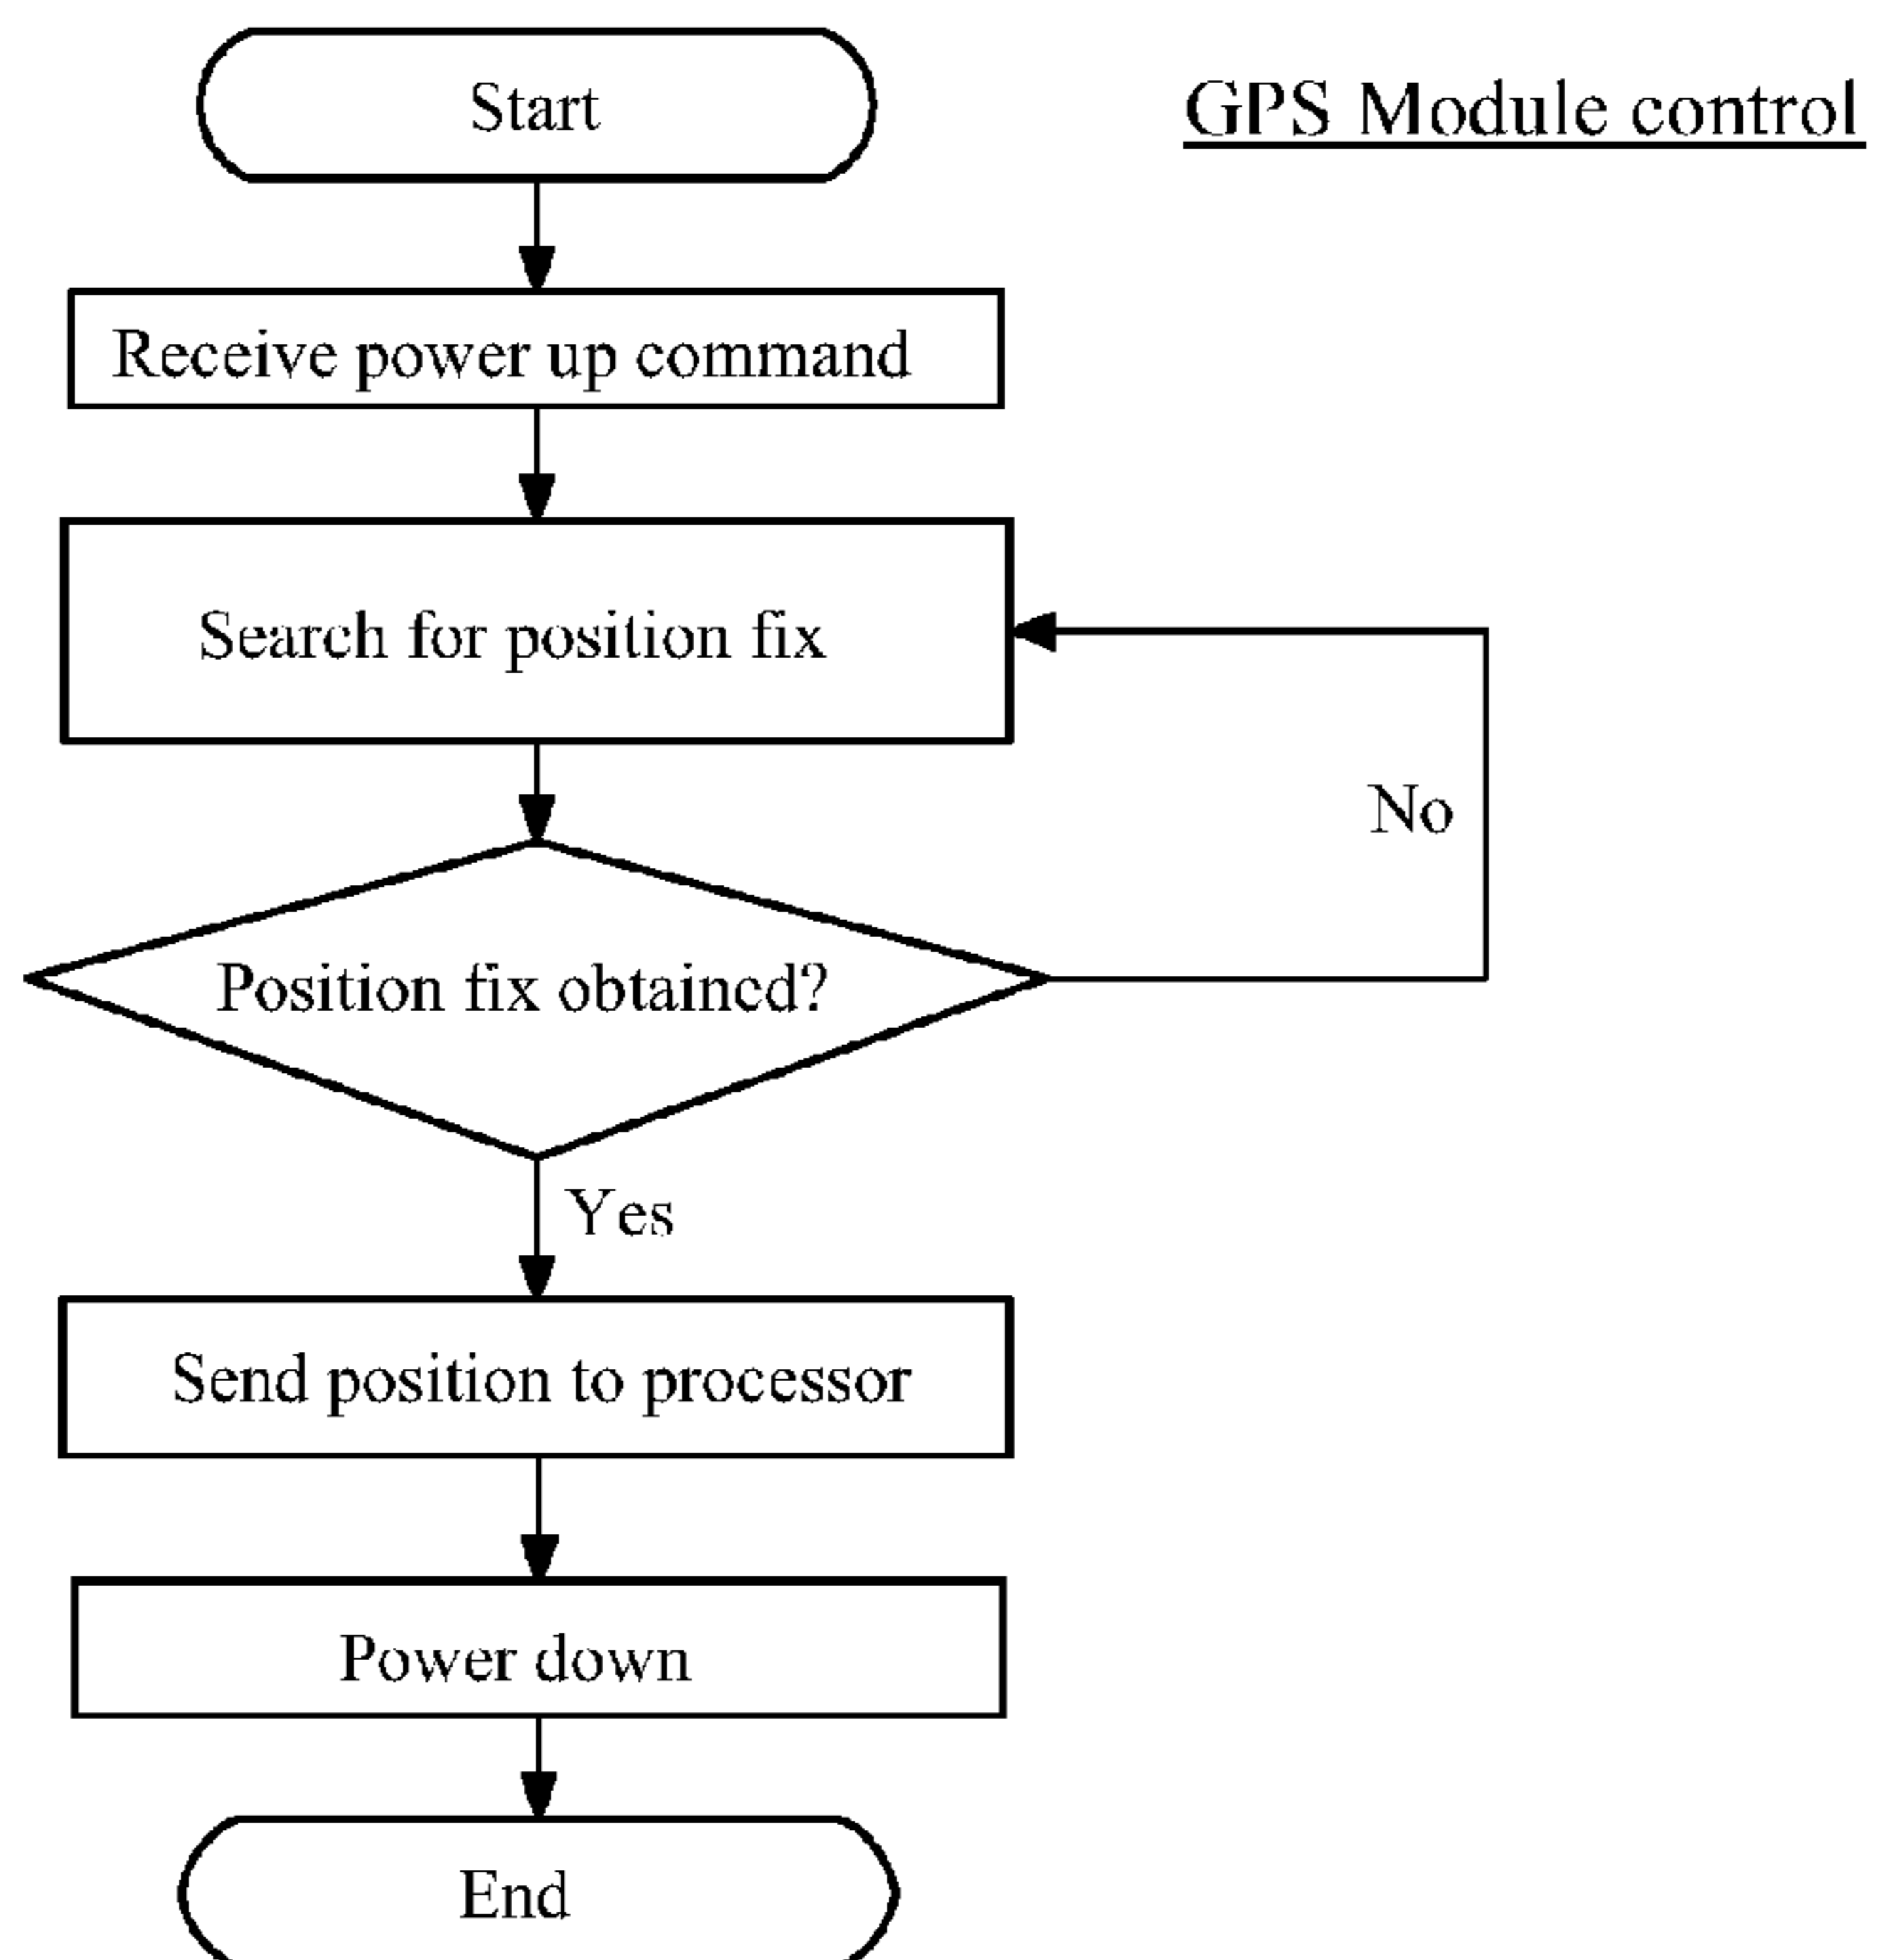 Start
GPS Module control
Receive power up command
Search for position fix
No
Position fix obtained?
Yes
Send position to processor
Power down
End